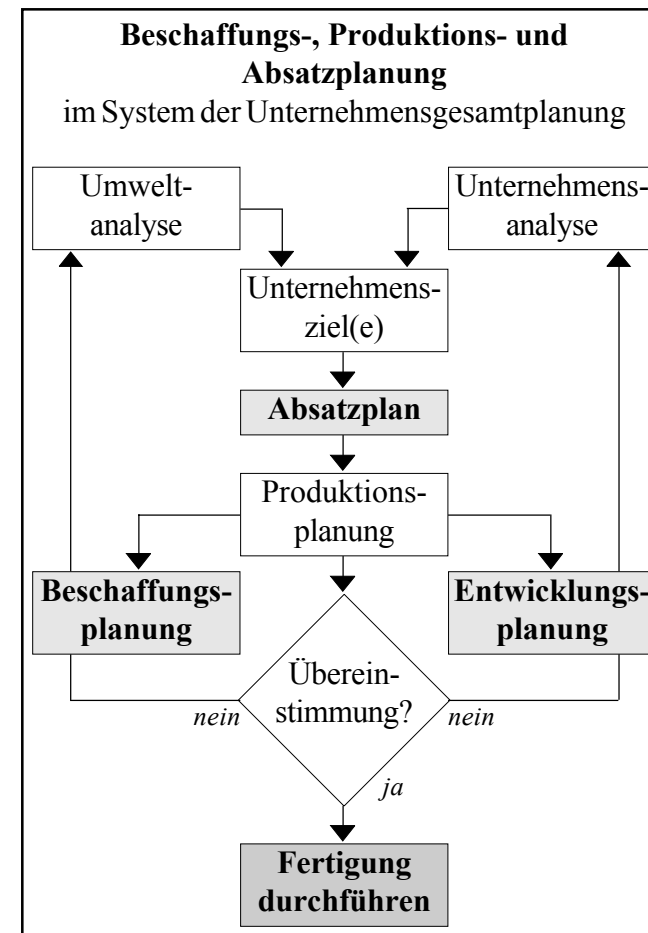 Beschaffungs-, Produktions- und
Absatzplanung
im System der Unternehmensgesamtplanung
Umwelt-
analyse
Unternehmens-
analyse
Unternehmens-
ziel(e)
Absatzplan
Produktions-
planung
Beschaffungs-
planung
Entwicklungs-
planung
Überein-
stimmung?
nein
nein
ja
Fertigung
durchführen